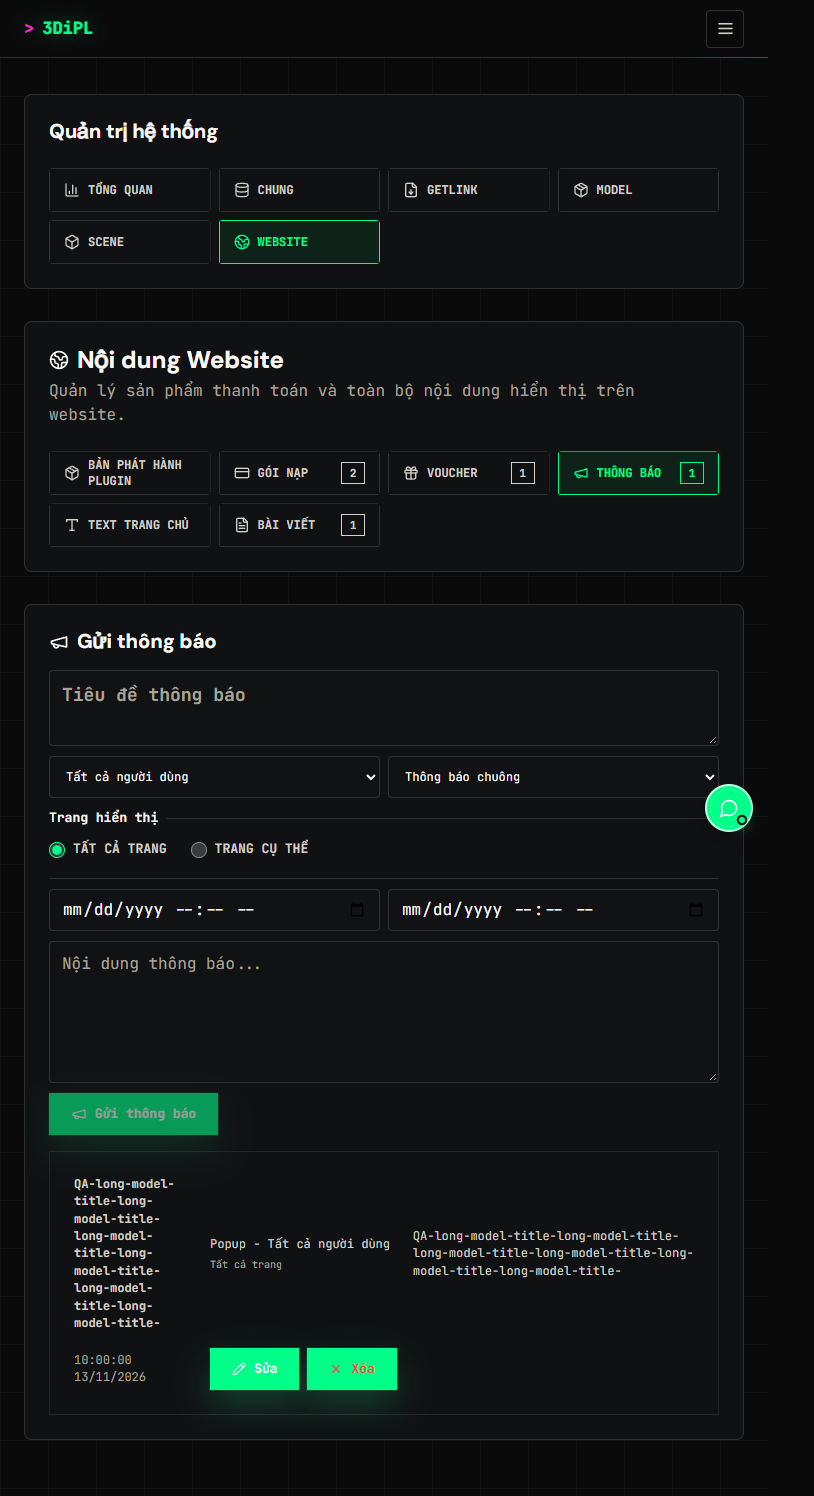 > 3DiPL
Quản trị hệ thống
TỔNG QUAN
CHUNG
GETLINK
MODEL
SCENE
WEBSITE
Nội dung Website
Quản lý sản phẩm thanh toán và toàn bộ nội dung hiển thị trên
website.
BẢN PHÁT HÀNH
PLUGIN
GÓI NẠP 2
VOUCHER 1
THÔNG BÁO 1
TEXT TRANG CHỦ
BÀI VIẾT 1
Gửi thông báo
Tiêu đề thông báo
Tất cả người dùng
Thông báo chuông
Trang hiển thị
TẤT CẢ TRANG
TRANG CỤ THỂ
mm/dd/yyyy --:-- --
mm/dd/yyyy --:-- --
Nội dung thông báo...
Gửi thông báo
QA-long-model-
title-long-
model-title-
long-model-
title-long-
model-title-
long-model-
title-long-
model-title-
Popup - Tất cả người dùng
Tất cả trang
QA-long-model-title-long-model-title-
long-model-title-long-model-title-long-
model-title-long-model-title-
10:00:00
13/11/2026
Sửa
Xóa